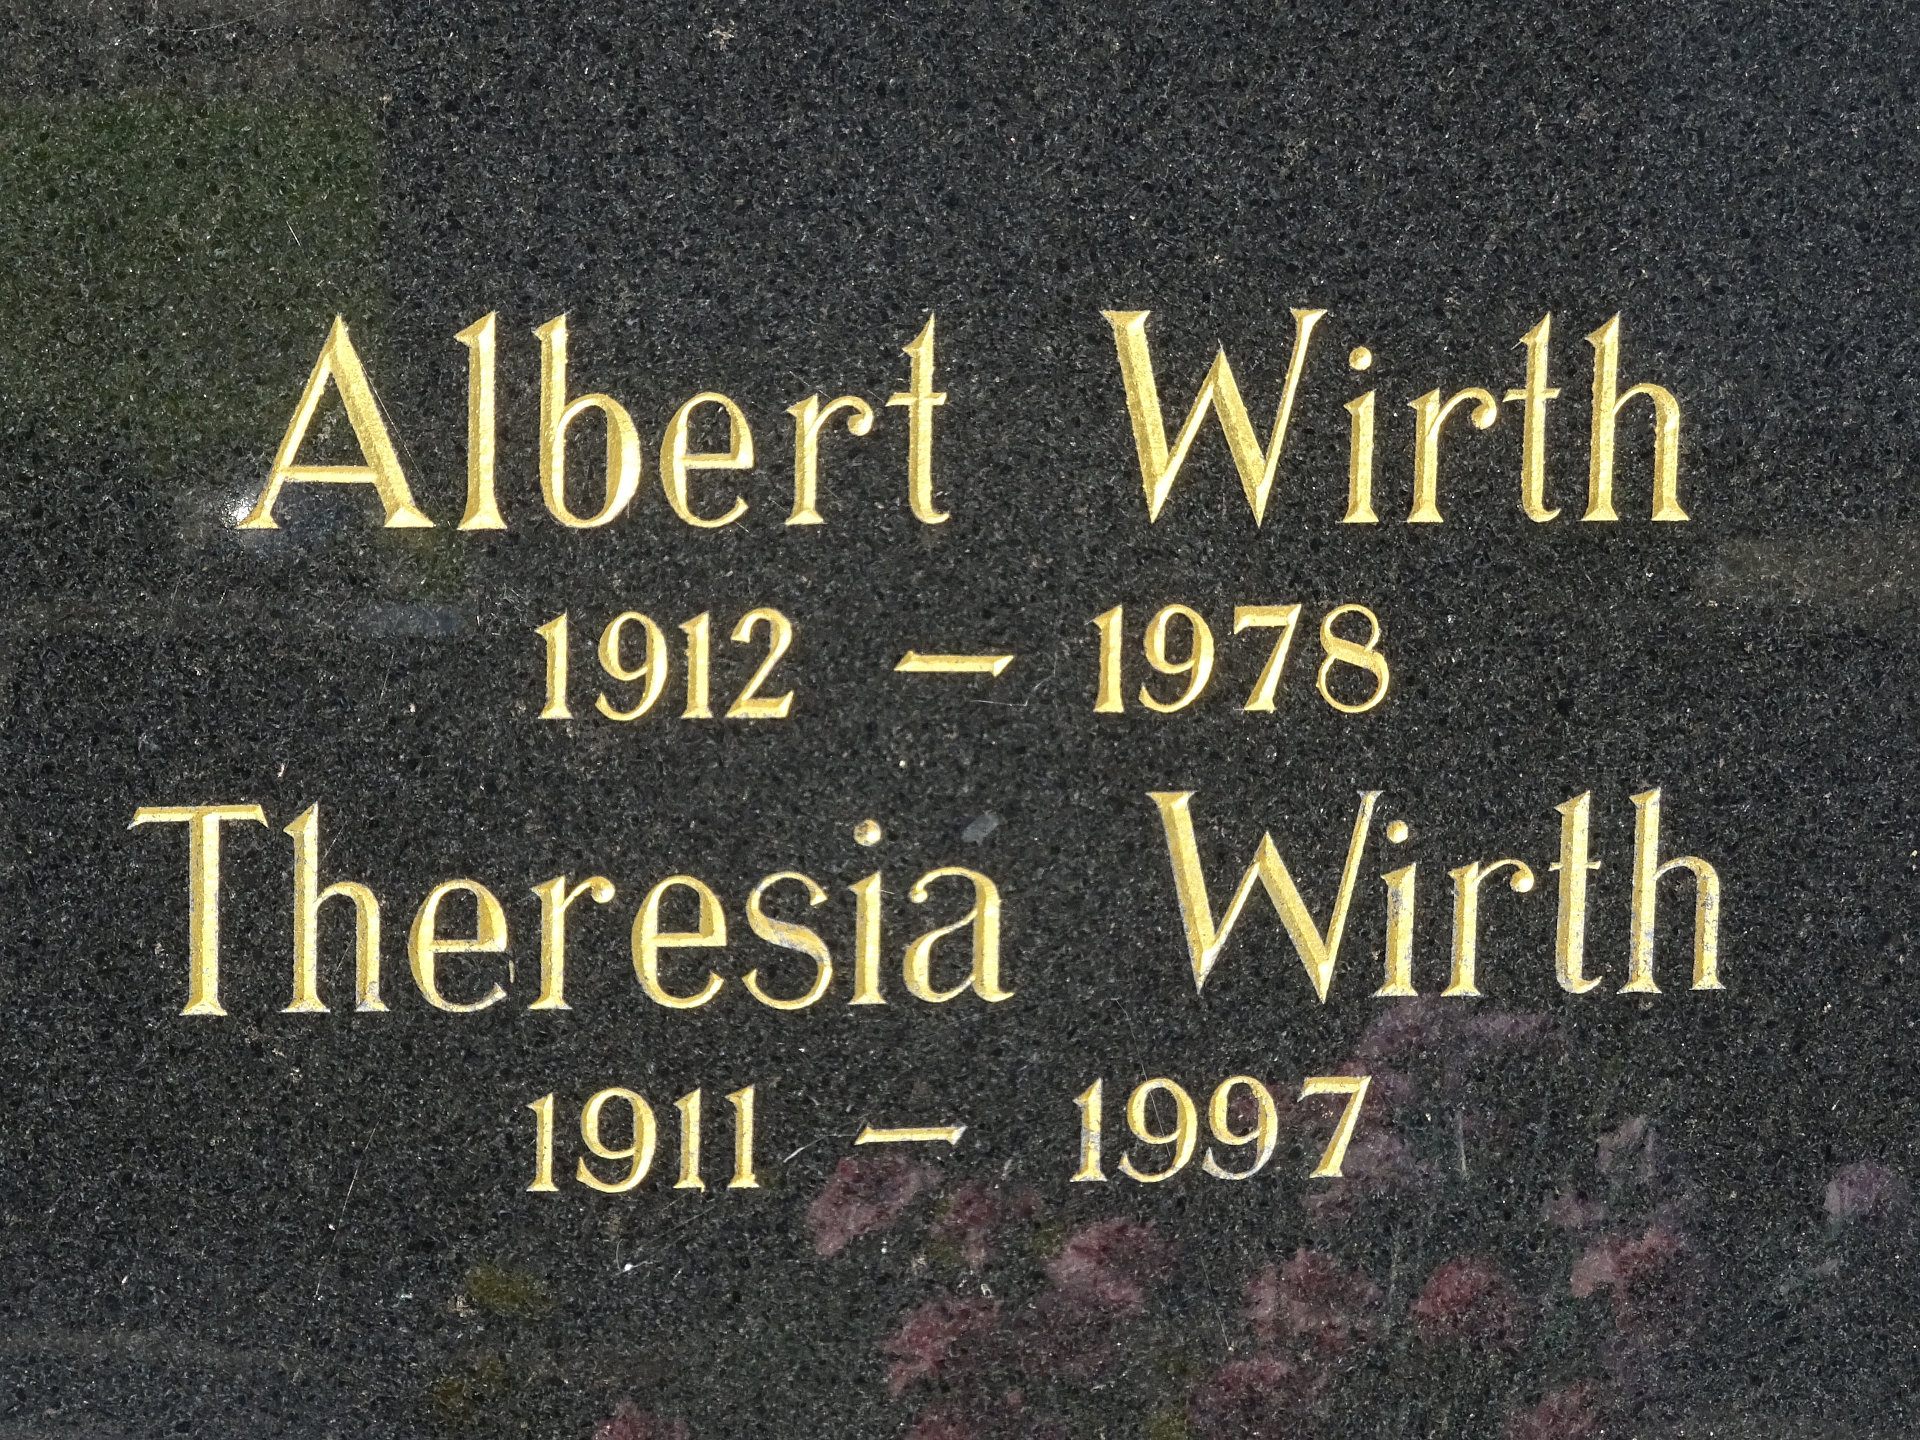 Albert Wirth
1912 – 1978
Theresia Wirth
1911 – 1997